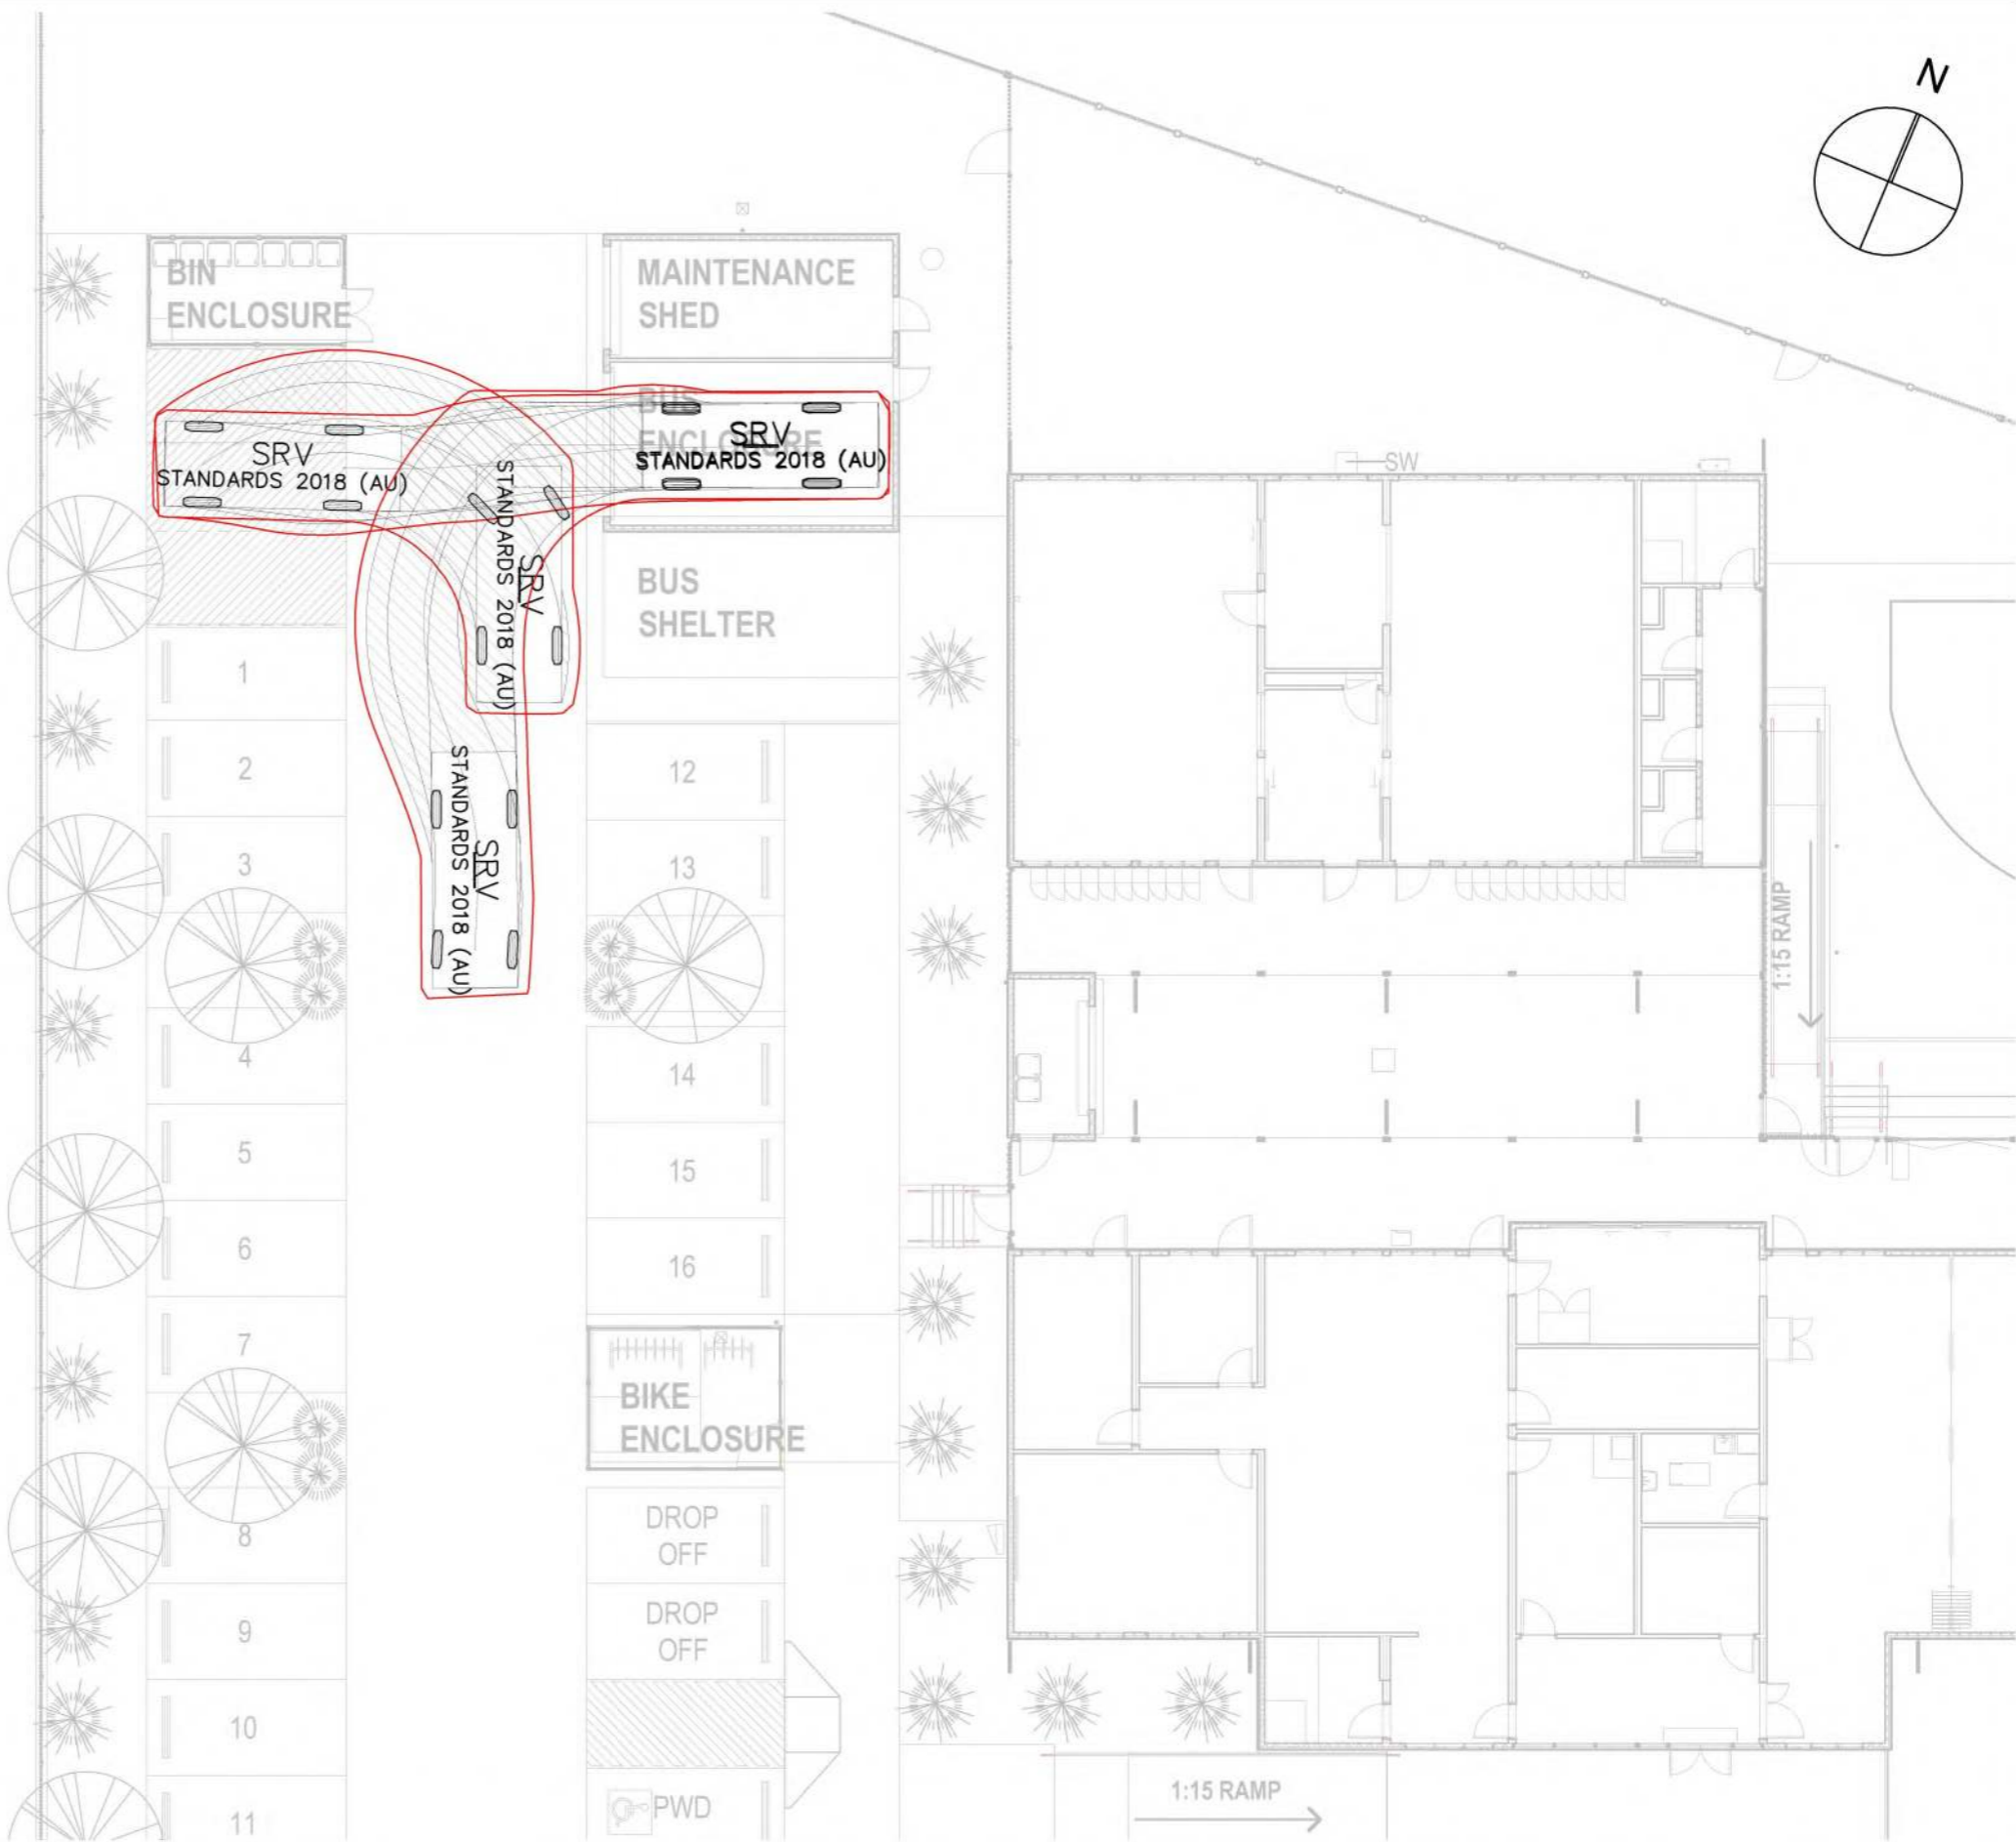 N
BIN
ENCLOSURE
MAINTENANCE
SHED
BUS
ENCLOSURE
SRV
STANDARDS 2018 (AU)
SRV
STANDARDS 2018 (AU)
SW
SRV
STANDARDS 2018 (AU)
BUS
SHELTER
1
2
12
SRV
STANDARDS 2018 (AU)
3
13
1:15 RAMP
4
14
5
15
6
16
7
BIKE
ENCLOSURE
8
DROP
OFF
9
DROP
OFF
10
PWD
11
1:15 RAMP